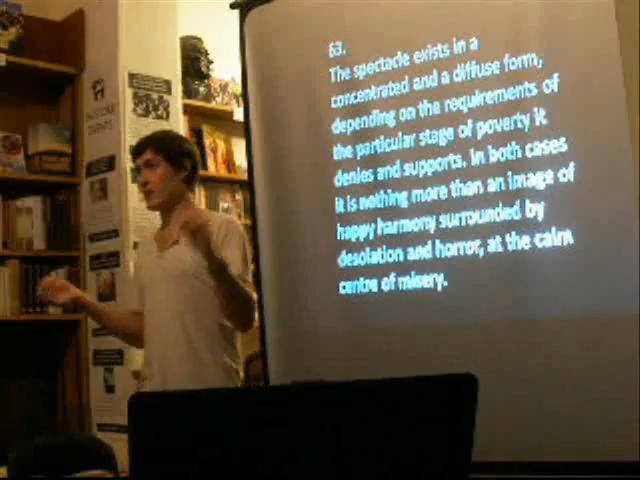 63.
The spectacle exists in a
concentrated and a diffuse form,
depending on the requirements of
the particular stage of poverty it
denies and supports. In both cases
it is nothing more than an image of
happy harmony surrounded by
desolation and horror, at the calm
centre of misery.